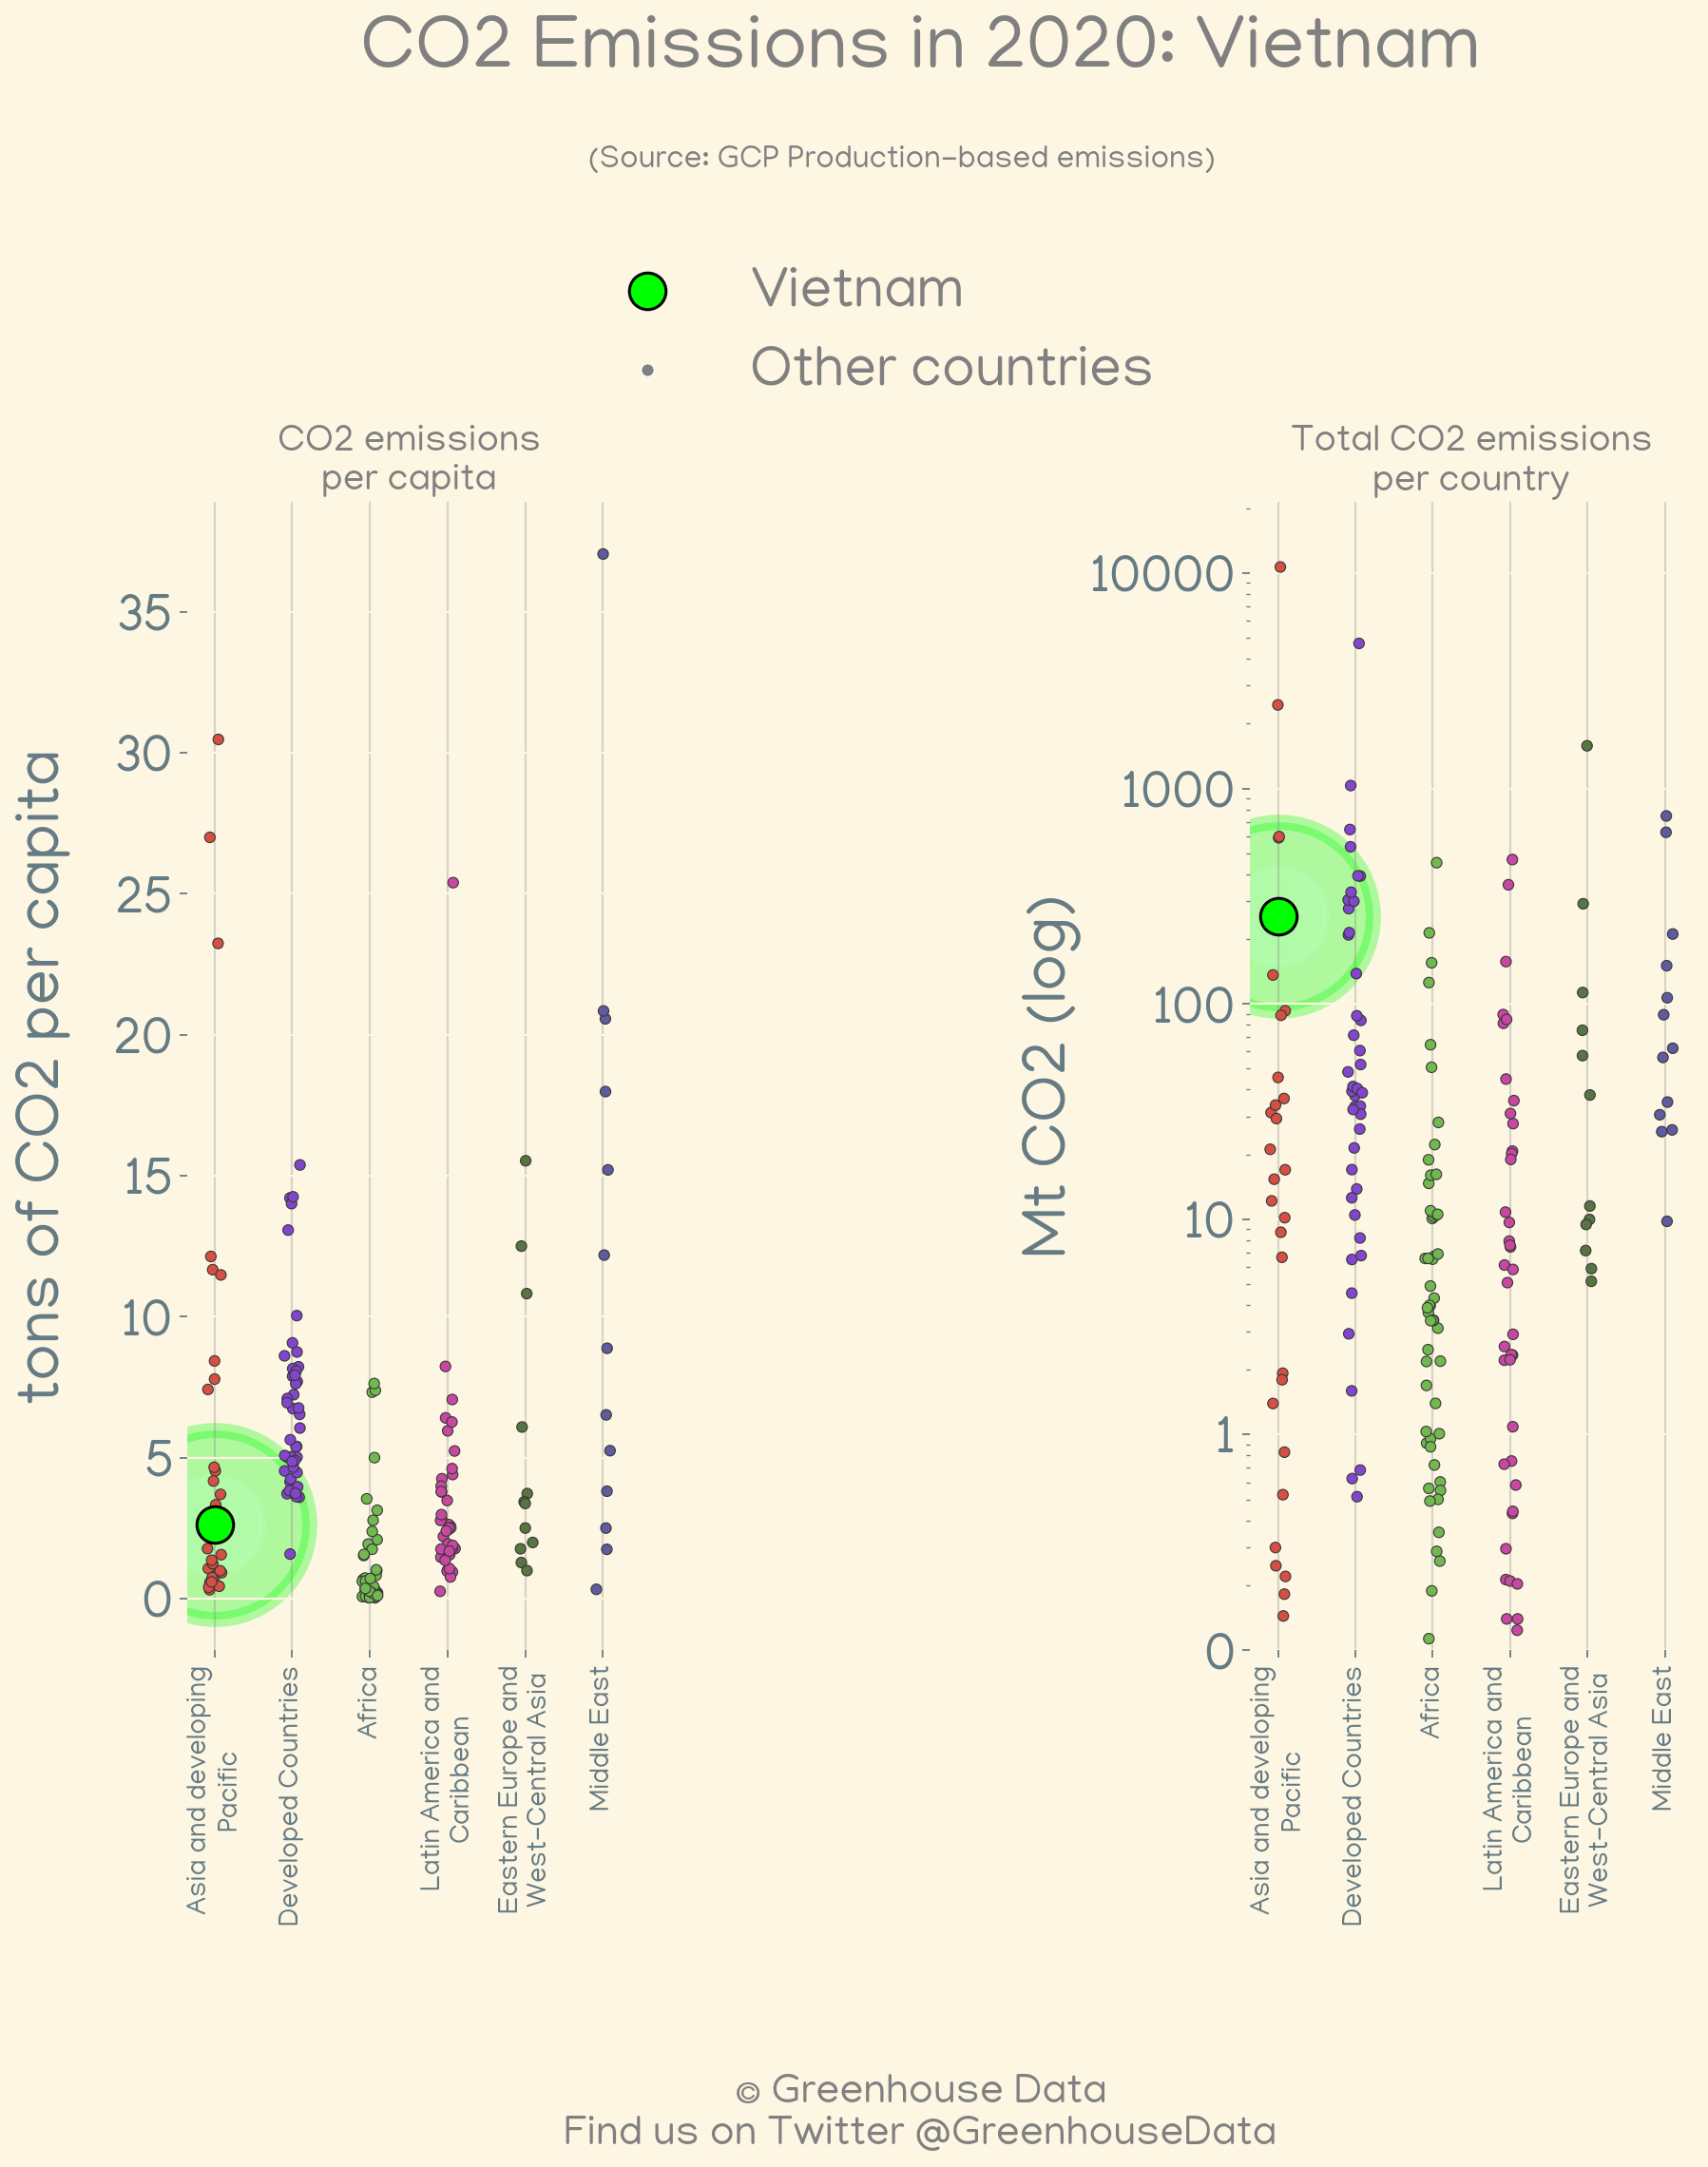 CO2 Emissions in 2020: Vietnam
(Source: GCP Production-based emissions)
Vietnam
Other countries
CO2 emissions
per capita
tons of CO2 per capita
35
30
25
20
15
10
5
0
Asia and developing
Pacific
Developed Countries
Africa
Latin America and
Caribbean
Eastern Europe and
West-Central Asia
Middle East
Total CO2 emissions
per country
Mt CO2 (log)
10000
1000
100
10
1
0
Asia and developing
Pacific
Developed Countries
Africa
Latin America and
Caribbean
Eastern Europe and
West-Central Asia
Middle East
© Greenhouse Data
Find us on Twitter @GreenhouseData